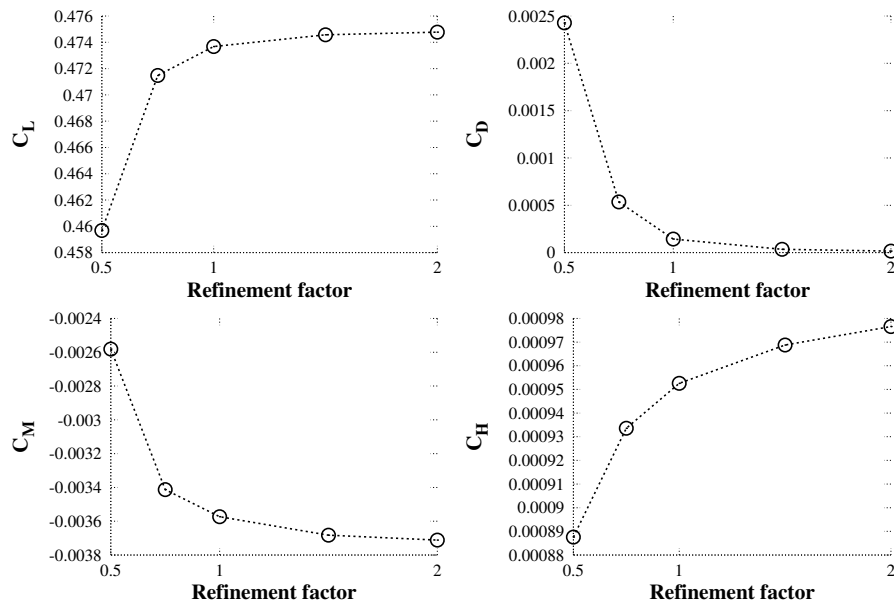 C_L
0.476
0.474
0.472
0.47
0.468
0.466
0.464
0.462
0.46
0.458
0.5 1 2
Refinement factor
C_D
0.0025
0.002
0.0015
0.001
0.0005
0
0.5 1 2
Refinement factor
C_M
-0.0024
-0.0026
-0.0028
-0.003
-0.0032
-0.0034
-0.0036
-0.0038
0.5 1 2
Refinement factor
C_H
0.00098
0.00097
0.00096
0.00095
0.00094
0.00093
0.00092
0.00091
0.0009
0.00089
0.00088
0.5 1 2
Refinement factor